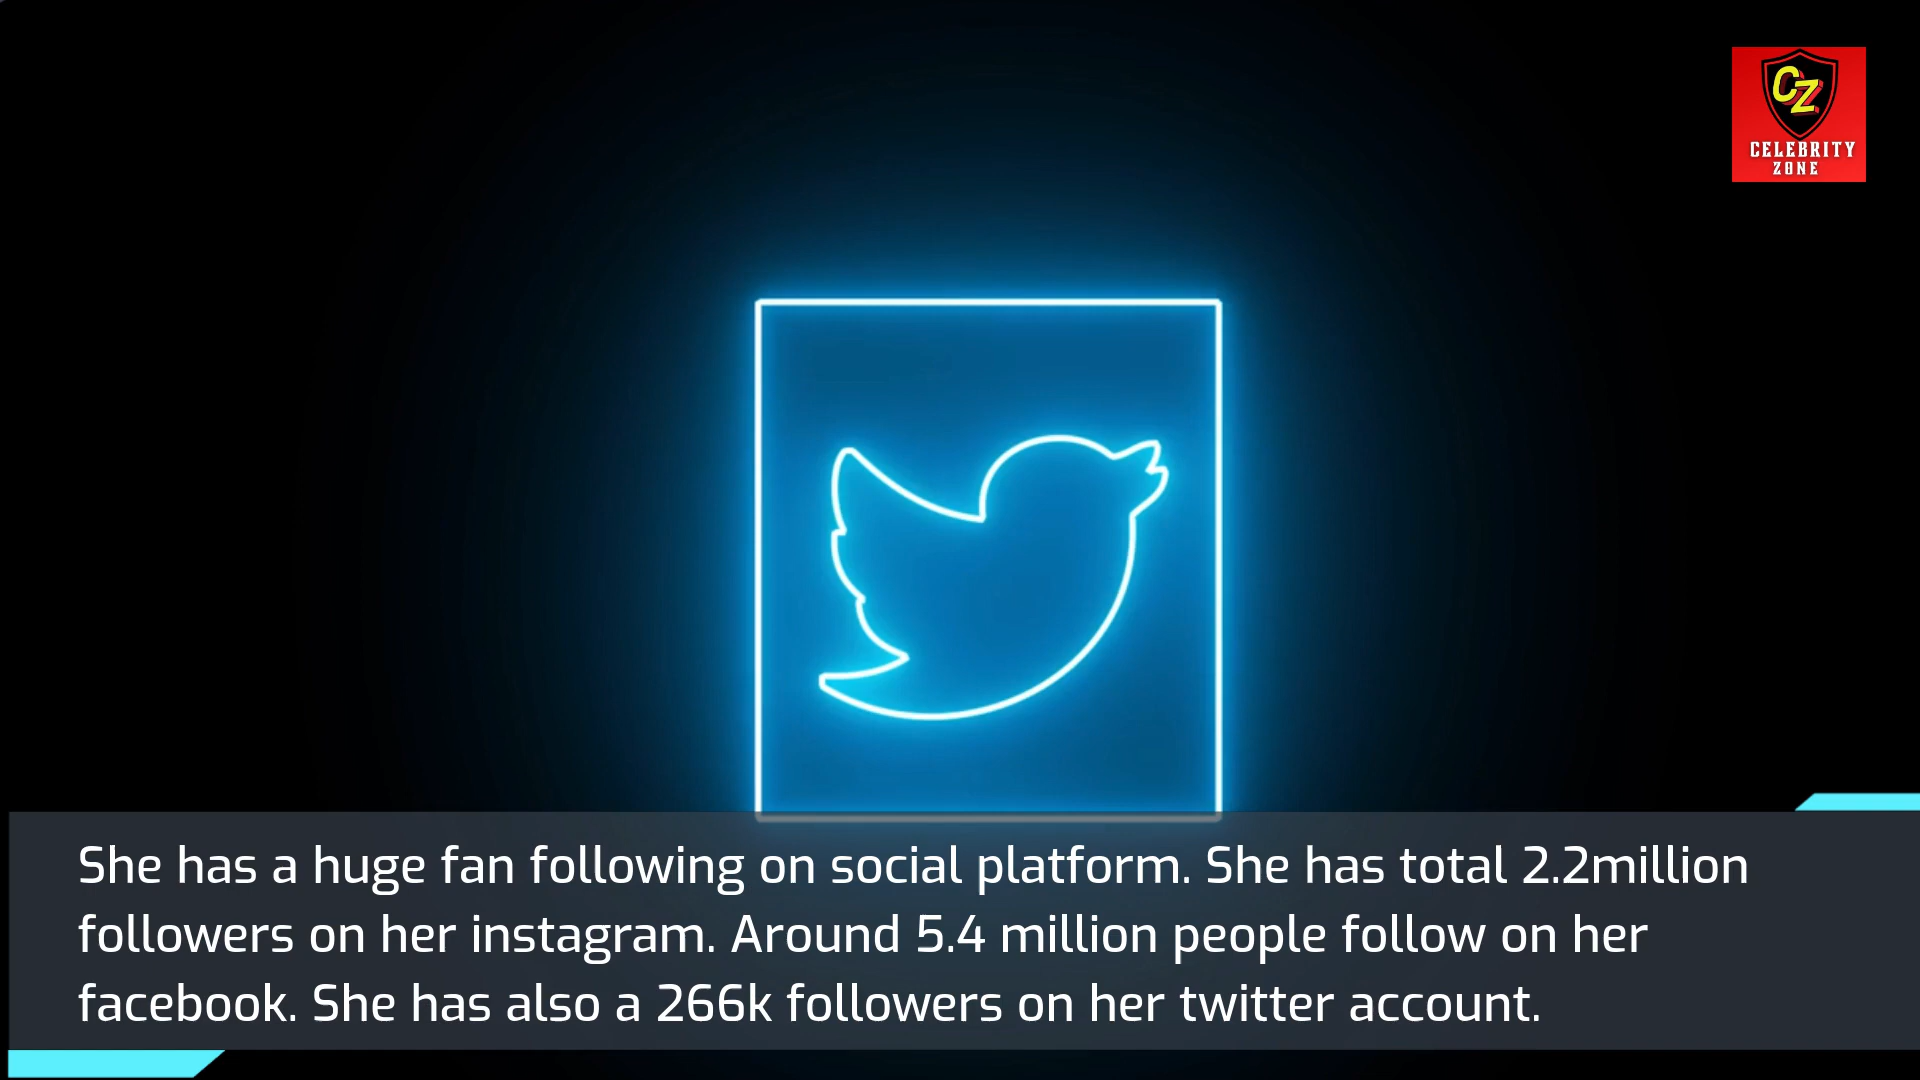 CZ
CELEBRITY
ZONE
She has a huge fan following on social platform. She has total 2.2million
followers on her instagram. Around 5.4 million people follow on her
facebook. She has also a 266k followers on her twitter account.